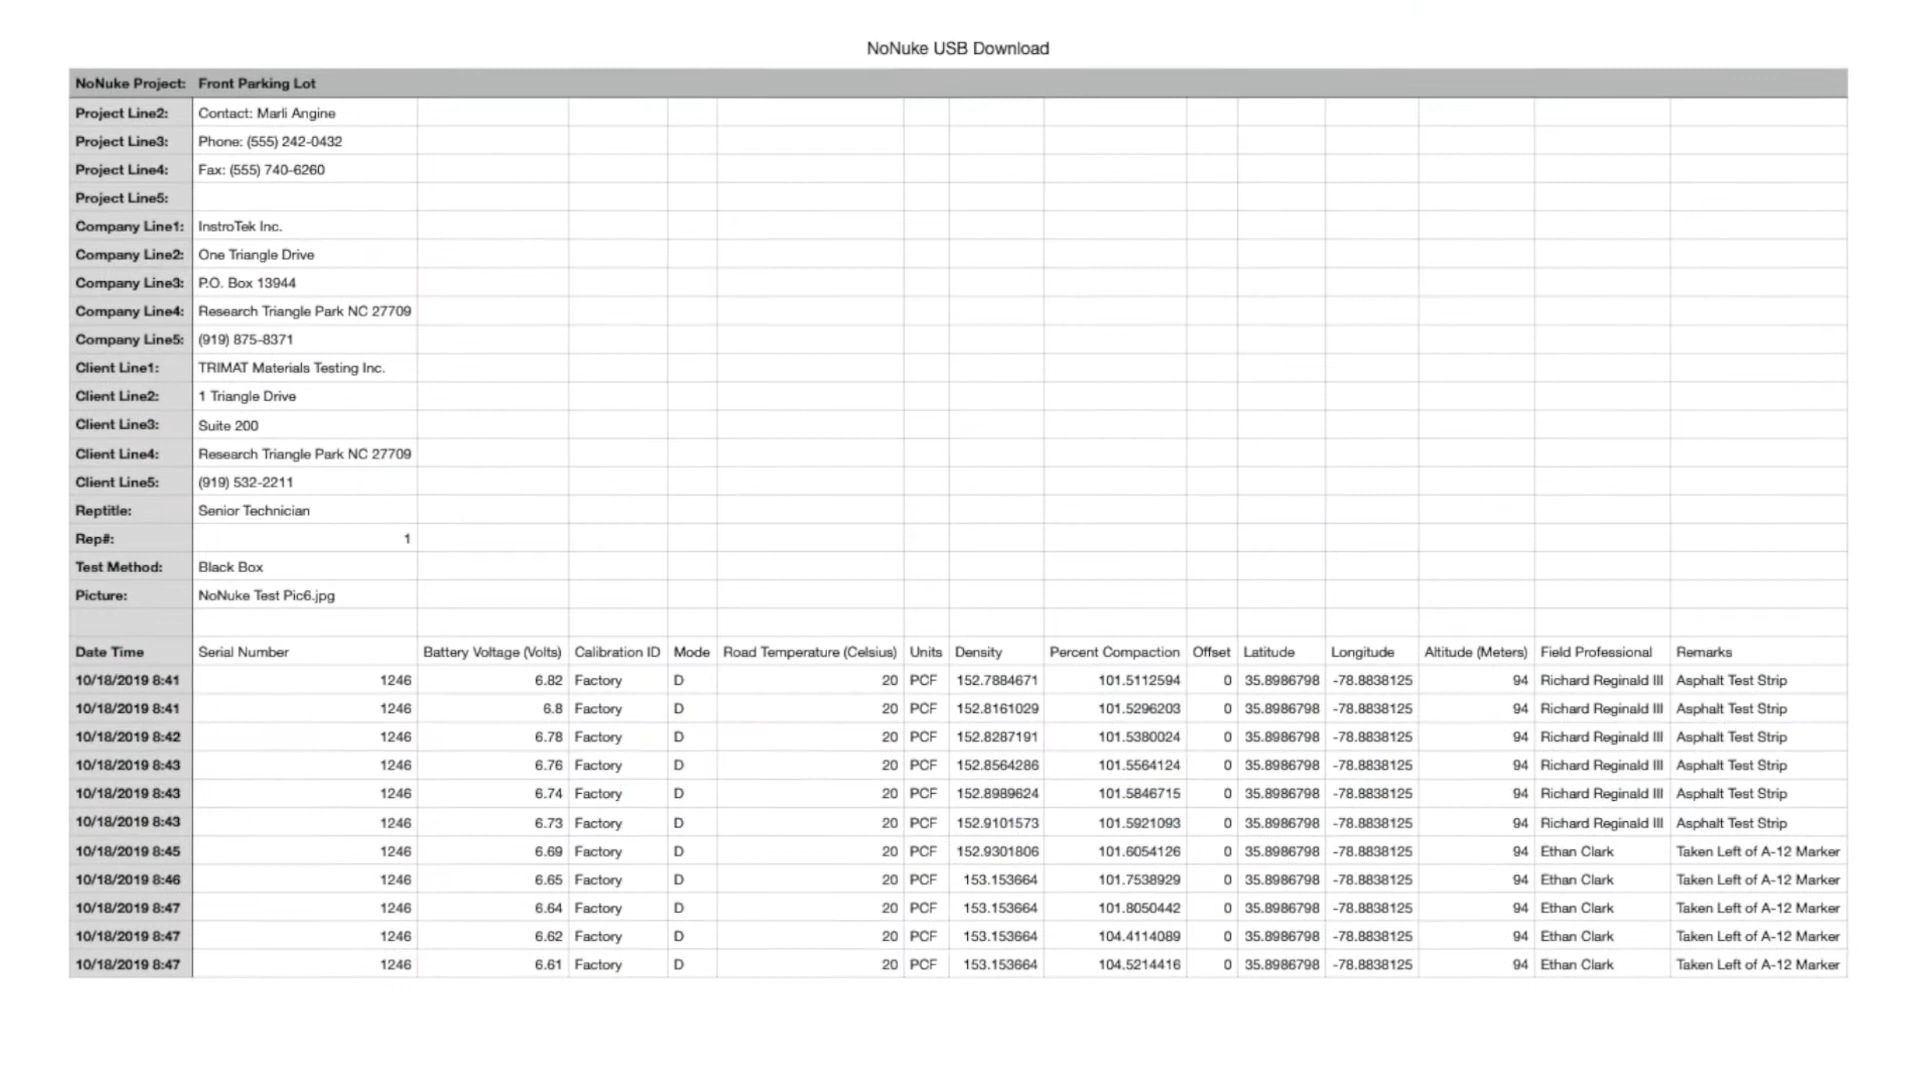 NoNuke USB Download
NoNuke Project: Front Parking Lot
Project Line2: Contact: Marli Angine
Project Line3: Phone: (555) 242-0432
Project Line4: Fax: (555) 740-6260
Project Line5:
Company Line1: InstroTek Inc.
Company Line2: One Triangle Drive
Company Line3: P.O. Box 13944
Company Line4: Research Triangle Park NC 27709
Company Line5: (919) 875-8371
Client Line1: TRIMAT Materials Testing Inc.
Client Line2: 1 Triangle Drive
Client Line3: Suite 200
Client Line4: Research Triangle Park NC 27709
Client Line5: (919) 532-2211
Reptitle: Senior Technician
Rep#: 1
Test Method: Black Box
Picture: NoNuke Test Pic6.jpg
Date Time Serial Number Battery Voltage (Volts) Calibration ID Mode Road Temperature (Celsius) Units Density Percent Compaction Offset Latitude Longitude Altitude (Meters) Field Professional Remarks
10/18/2019 8:41 1246 6.82 Factory D 20 PCF 152.7884671 101.5112594 0 35.8986798 -78.8838125 94 Richard Reginald III Asphalt Test Strip
10/18/2019 8:41 1246 6.8 Factory D 20 PCF 152.8161029 101.5296203 0 35.8986798 -78.8838125 94 Richard Reginald III Asphalt Test Strip
10/18/2019 8:42 1246 6.78 Factory D 20 PCF 152.8287191 101.5380024 0 35.8986798 -78.8838125 94 Richard Reginald III Asphalt Test Strip
10/18/2019 8:43 1246 6.76 Factory D 20 PCF 152.8564286 101.5564124 0 35.8986798 -78.8838125 94 Richard Reginald III Asphalt Test Strip
10/18/2019 8:43 1246 6.74 Factory D 20 PCF 152.8989624 101.5846715 0 35.8986798 -78.8838125 94 Richard Reginald III Asphalt Test Strip
10/18/2019 8:43 1246 6.73 Factory D 20 PCF 152.9101573 101.5921093 0 35.8986798 -78.8838125 94 Richard Reginald III Asphalt Test Strip
10/18/2019 8:45 1246 6.69 Factory D 20 PCF 152.9301806 101.6054126 0 35.8986798 -78.8838125 94 Ethan Clark Taken Left of A-12 Marker
10/18/2019 8:46 1246 6.65 Factory D 20 PCF 153.153664 101.7538929 0 35.8986798 -78.8838125 94 Ethan Clark Taken Left of A-12 Marker
10/18/2019 8:47 1246 6.64 Factory D 20 PCF 153.153664 101.8050442 0 35.8986798 -78.8838125 94 Ethan Clark Taken Left of A-12 Marker
10/18/2019 8:47 1246 6.62 Factory D 20 PCF 153.153664 104.4114089 0 35.8986798 -78.8838125 94 Ethan Clark Taken Left of A-12 Marker
10/18/2019 8:47 1246 6.61 Factory D 20 PCF 153.153664 104.5214416 0 35.8986798 -78.8838125 94 Ethan Clark Taken Left of A-12 Marker